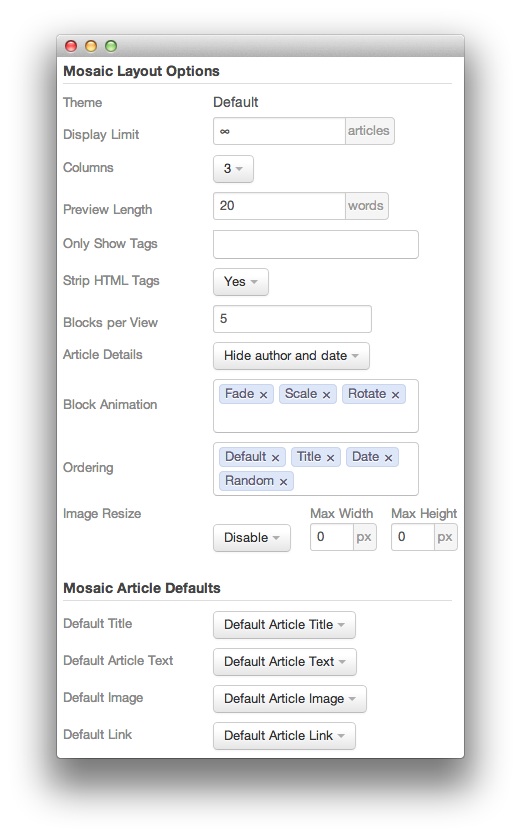 Mosaic Layout Options
Theme Default
Display Limit ∞ articles
Columns 3
Preview Length 20 words
Only Show Tags
Strip HTML Tags Yes
Blocks per View 5
Article Details Hide author and date
Block Animation Fade × Scale × Rotate ×
Ordering Default × Title × Date ×
Random ×
Image Resize Max Width Max Height
Disable 0 px 0 px
Mosaic Article Defaults
Default Title Default Article Title
Default Article Text Default Article Text
Default Image Default Article Image
Default Link Default Article Link